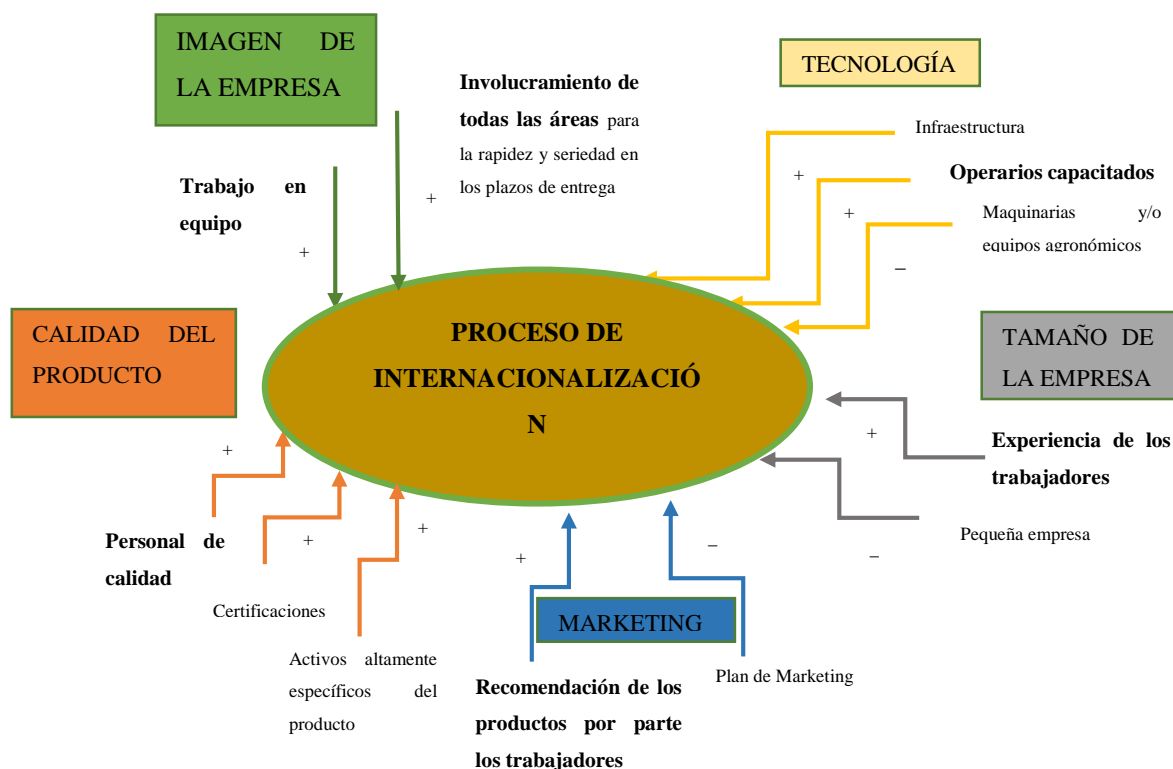 IMAGEN DE
LA EMPRESA
TECNOLOGÍA
Involucramiento de
todas las áreas para
la rapidez y seriedad en
los plazos de entrega
+
Trabajo en
equipo
+
Infraestructura
+
Operarios capacitados
+
Maquinarias y/o
equipos agronómicos
–
CALIDAD DEL
PRODUCTO
PROCESO DE
INTERNACIONALIZACIÓ
N
TAMAÑO DE
LA EMPRESA
+
Experiencia de los
trabajadores
+
Personal de
calidad
+
Certificaciones
+
Activos altamente
específicos del
producto
+
MARKETING
Recomendación de los
productos por parte
los trabajadores
–
Plan de Marketing
Pequeña empresa
–